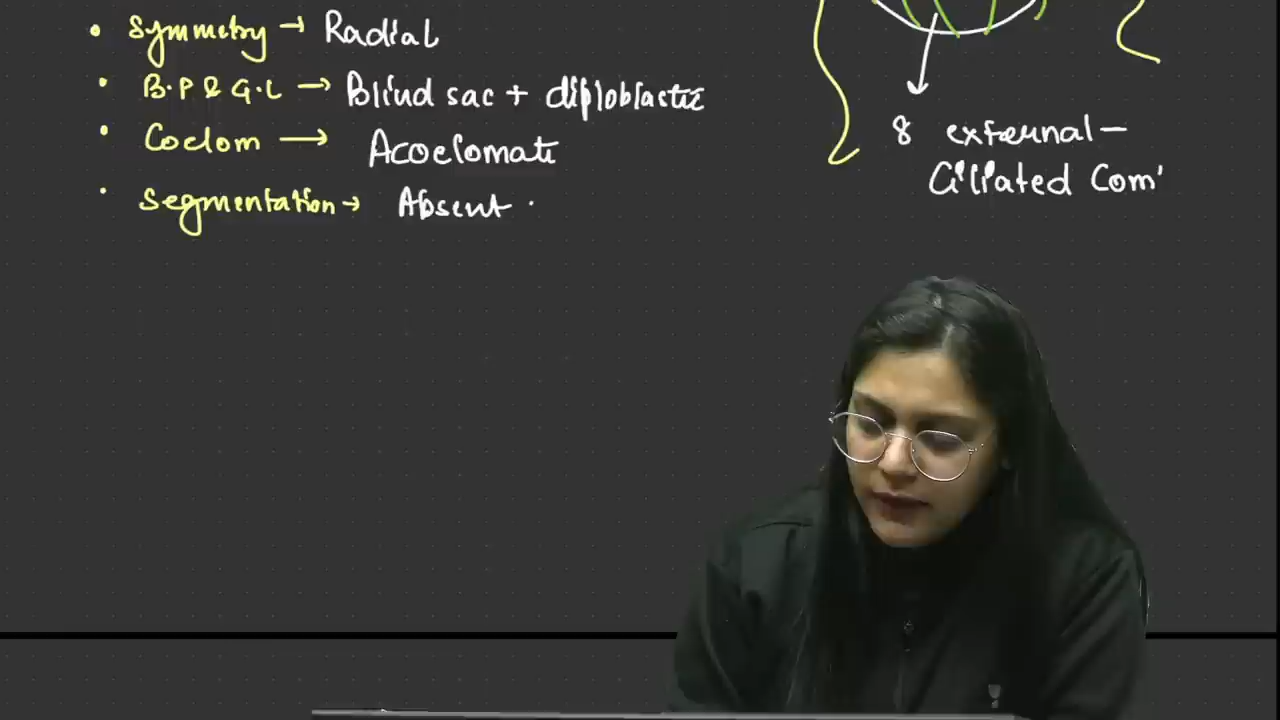 • Symmetry → Radial
• B.P & G.L → Blind sac + diploblastic
• Coelom → Acoelomate
• Segmentation → Absent.
8 external -
Ciliated Com